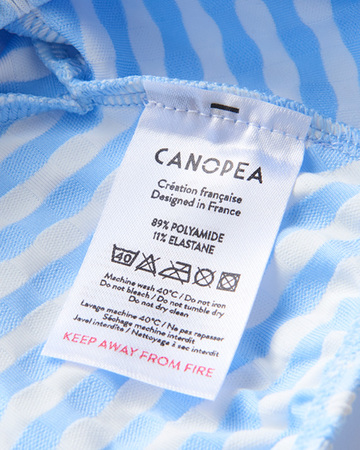 CANOPEA
Création française
Designed in France
89% POLYAMIDE
11% ELASTANE
40
Machine wash 40°C / Do not iron
Do not bleach / Do not tumble dry
Do no dry clean
Lavage machine 40°C / Ne pas repasser
Séchage machine interdit
Javel interdite / Nettoyage à sec interdit
KEEP AWAY FROM FIRE